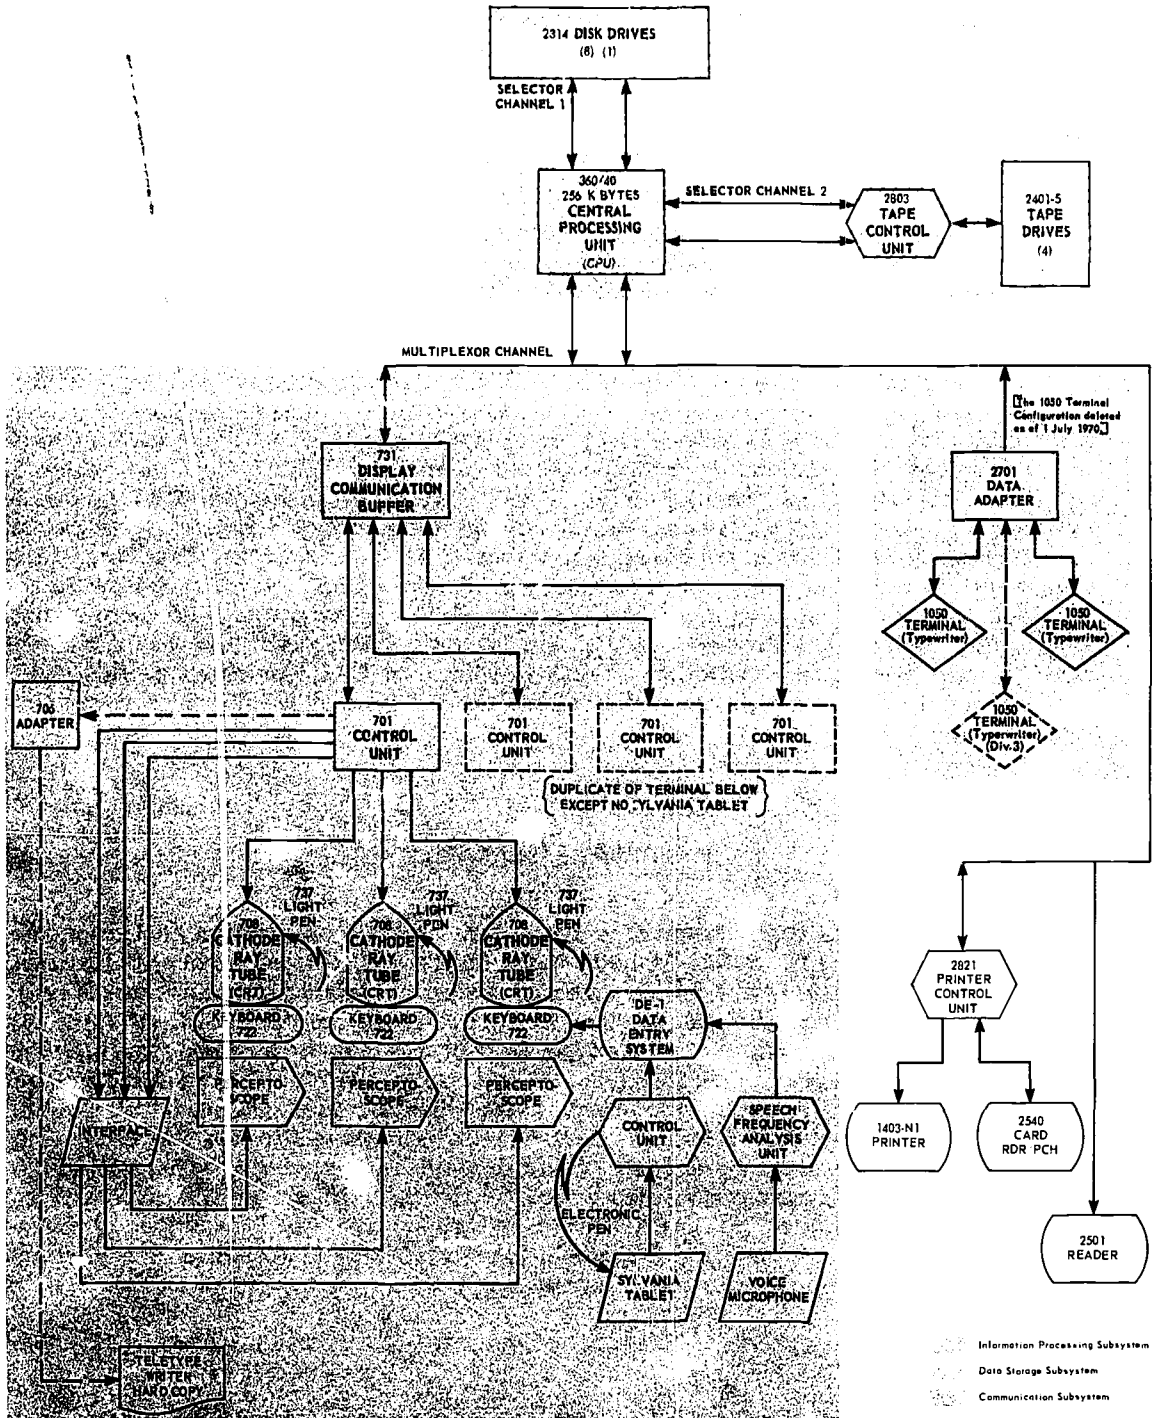 2314 DISK DRIVES
(8) (1)
SELECTOR
CHANNEL 1
360/40
256 K BYTES
CENTRAL
PROCESSING
UNIT
(CPU)
SELECTOR CHANNEL 2
2803
TAPE
CONTROL
UNIT
2401-5
TAPE
DRIVES
(4)
MULTIPLEXOR CHANNEL
[The 1050 Terminal
Configuration deleted
as of 1 July 1970.]
731
DISPLAY
COMMUNICATION
BUFFER
2701
DATA
ADAPTER
1050
TERMINAL
(Typewriter)
1050
TERMINAL
(Typewriter)
1050
TERMINAL
(Typewriter)
(Div.3)
706
ADAPTER
701
CONTROL
UNIT
701
CONTROL
UNIT
701
CONTROL
UNIT
701
CONTROL
UNIT
(DUPLICATE OF TERMINAL BELOW
EXCEPT NO SYLVANIA TABLET)
737
LIGHT
PEN
737
LIGHT
PEN
737
LIGHT
PEN
708
CATHODE
RAY
TUBE
(CRT)
708
CATHODE
RAY
TUBE
(CRT)
708
CATHODE
RAY
TUBE
(CRT)
KEYBOARD
722
KEYBOARD
722
KEYBOARD
722
DE-1
DATA
ENTRY
SYSTEM
2821
PRINTER
CONTROL
UNIT
PERCEPTO
SCOPE
PERCEPTO
SCOPE
PERCEPTO
SCOPE
INTERFACE
CONTROL
UNIT
SPEECH
FREQUENCY
ANALYSIS
UNIT
1403-N1
PRINTER
2540
CARD
RDR PCH
ELECTRONIC
PEN
SYLVANIA
TABLET
VOICE
MICROPHONE
2501
READER
TELETYPE
WRITEN
HARD COPY
Information Processing Subsystem
Data Storage Subsystem
Communication Subsystem